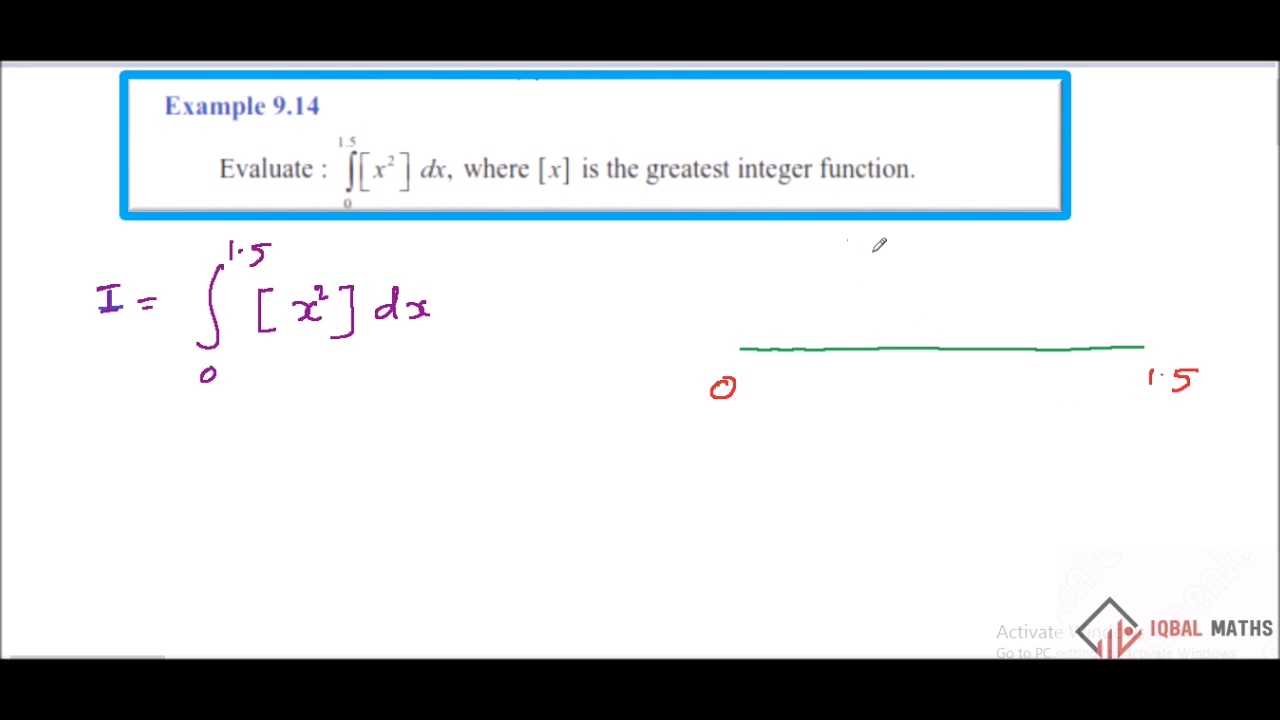 Example 9.14
Evaluate : ∫₀^1.5 [x²] dx, where [x] is the greatest integer function.
I = ∫₀^1.5 [x²] dx
0 1.5
Activate Windows
Go to PC settings to activate Windows.
IQBAL MATHS